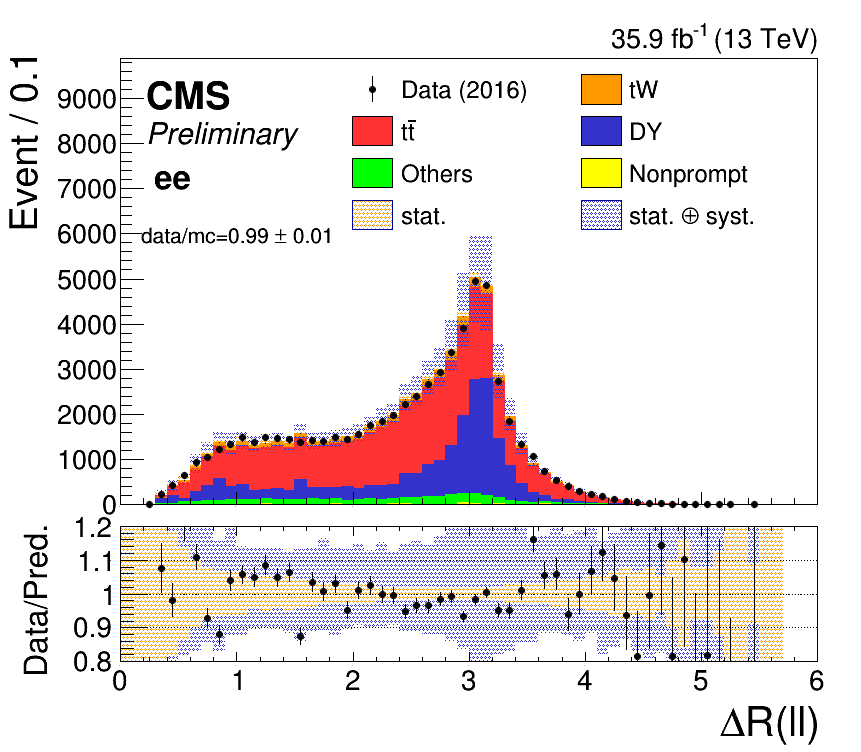 35.9 fb⁻¹ (13 TeV)
Event / 0.1
9000
8000
7000
6000
5000
4000
3000
2000
1000
0
CMS
Preliminary
ee
data/mc=0.99 ± 0.01
Data (2016)
tW
tt̄
DY
Others
Nonprompt
stat.
stat. ⊕ syst.
Data/Pred.
1.2
1.1
1
0.9
0.8
0 1 2 3 4 5 6
ΔR(ll)